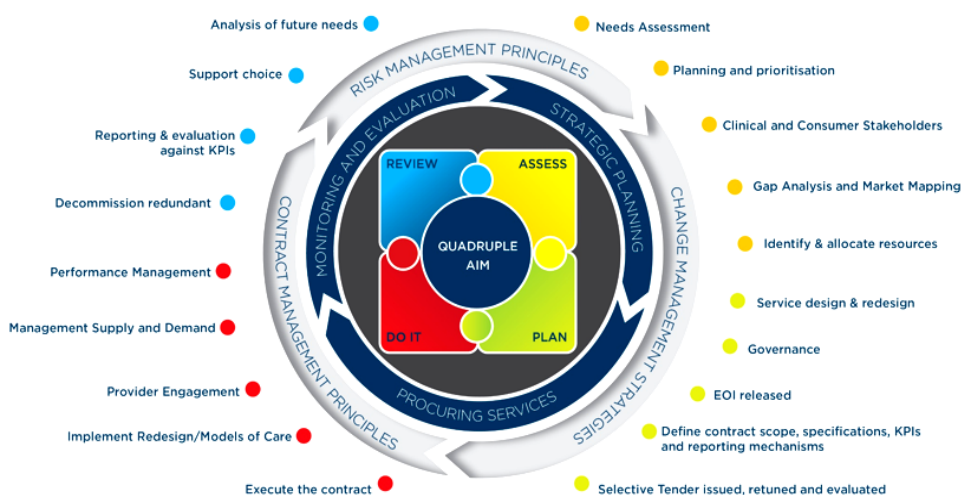 Analysis of future needs
Support choice
Reporting & evaluation
against KPIs
Decommission redundant
Performance Management
Management Supply and Demand
Provider Engagement
Implement Redesign/Models of Care
Execute the contract
RISK MANAGEMENT PRINCIPLES
CHANGE MANAGEMENT STRATEGIES
CONTRACT MANAGEMENT PRINCIPLES
MONITORING AND EVALUATION
STRATEGIC PLANNING
PROCURING SERVICES
REVIEW
ASSESS
QUADRUPLE
AIM
DO IT
PLAN
Needs Assessment
Planning and prioritisation
Clinical and Consumer Stakeholders
Gap Analysis and Market Mapping
Identify & allocate resources
Service design & redesign
Governance
EOI released
Define contract scope, specifications, KPIs
and reporting mechanisms
Selective Tender issued, retuned and evaluated